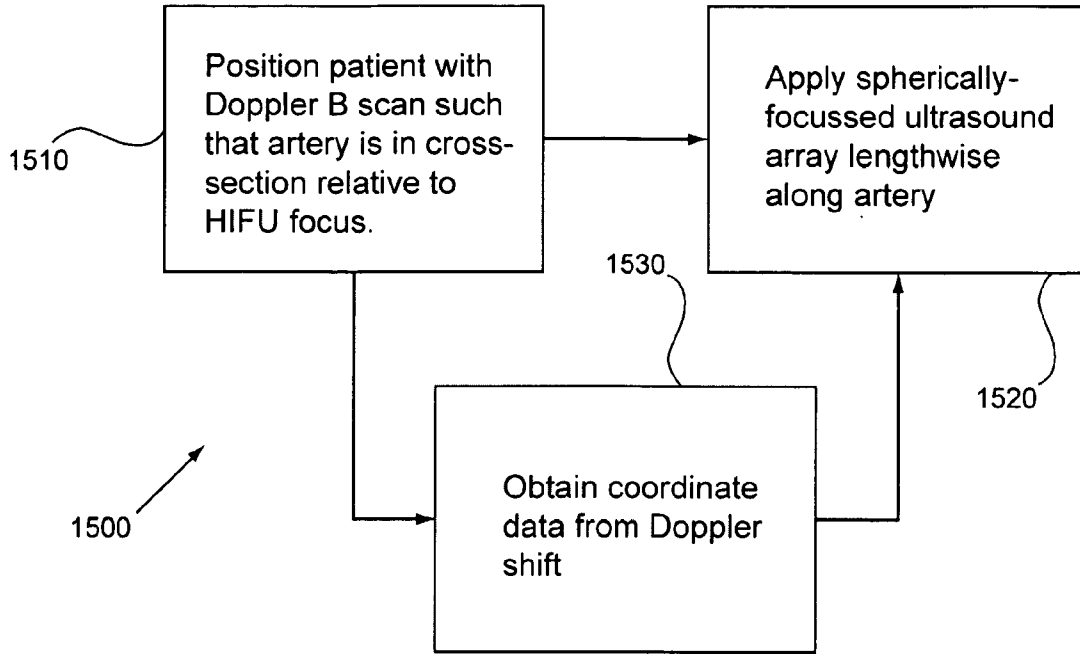 Position patient with
Doppler B scan such
that artery is in cross-
section relative to
HIFU focus.
1510
Apply spherically-
focussed ultrasound
array lengthwise
along artery
1520
1530
Obtain coordinate
data from Doppler
shift
1500